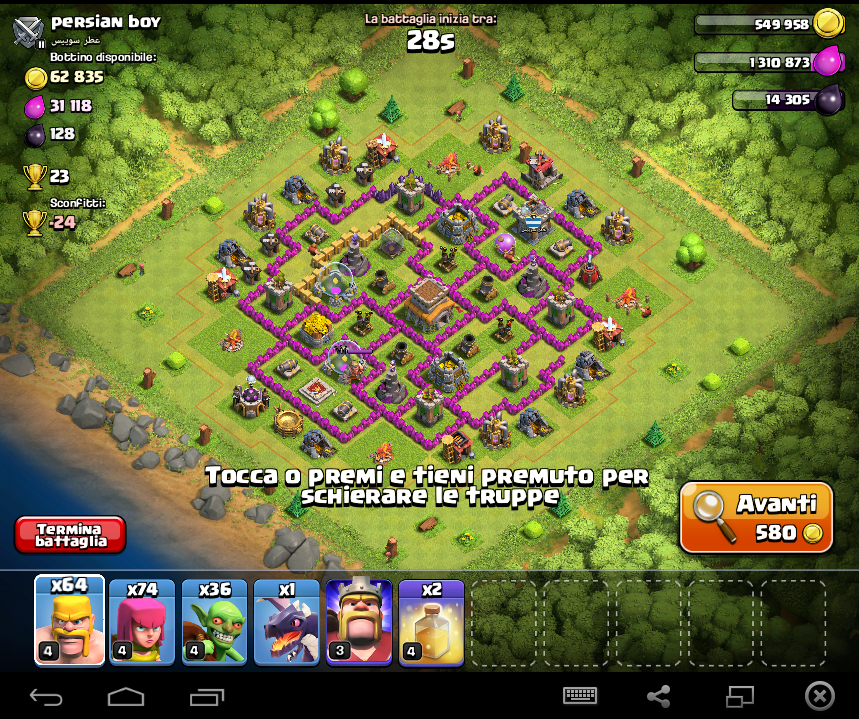 persian boy
عطر سوييس
La battaglia inizia tra:
28s
Bottino disponibile:
62 835
31 118
128
23
Sconfitti:
-24
549 958
1 310 873
14 305
Tocca o premi e tieni premuto per
schierare le truppe
Termina
battaglia
Avanti
580
x64
x74
x36
x1
x2
4
4
4
3
4